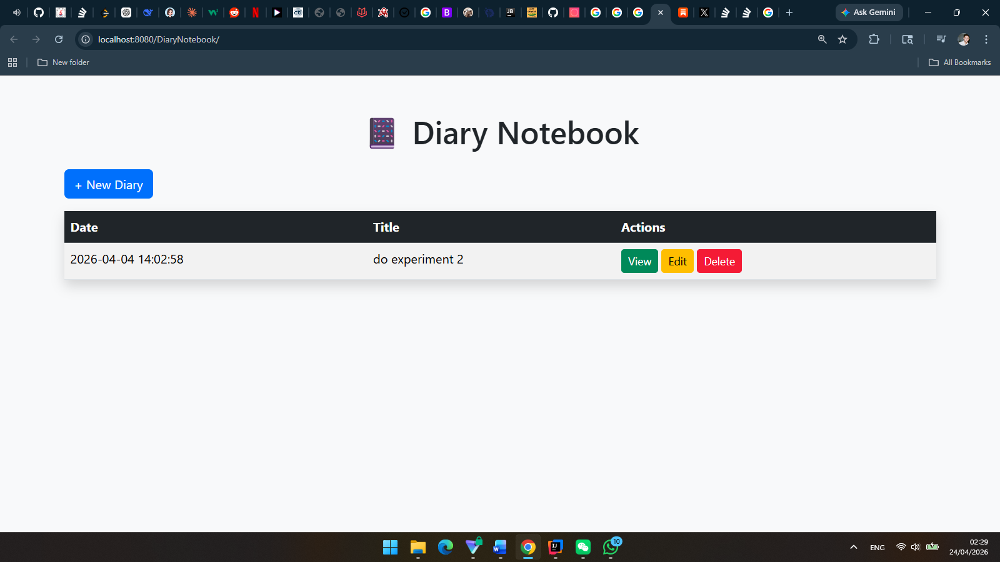 Ask Gemini
localhost:8080/DiaryNotebook/
New folder
All Bookmarks
Diary Notebook
+ New Diary
Date Title Actions
2026-04-04 14:02:58 do experiment 2 View Edit Delete
10
ENG
02:29
24/04/2026